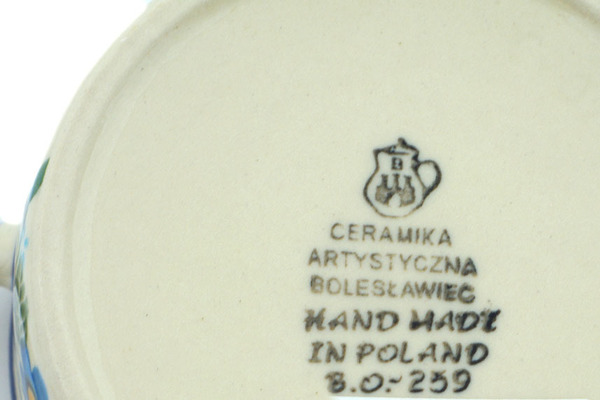 B
CERAMIKA
ARTYSTYCZNA
BOLESŁAWIEC
HAND MADE
IN POLAND
B.O.-259